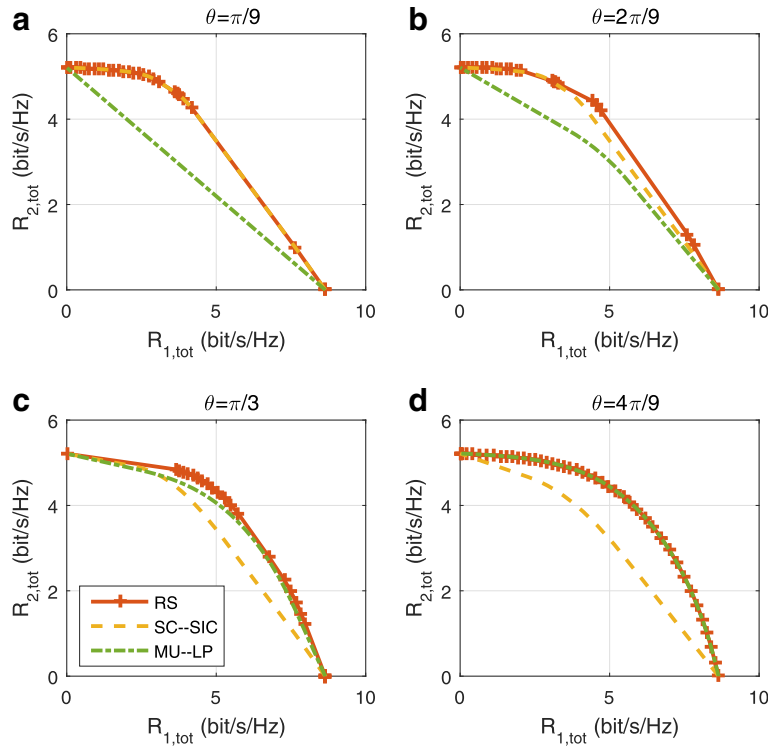 a
θ=π/9
6
4
2
0
0
5
10
R2,tot (bit/s/Hz)
R1,tot (bit/s/Hz)
b
θ=2π/9
6
4
2
0
0
5
10
R2,tot (bit/s/Hz)
R1,tot (bit/s/Hz)
c
θ=π/3
6
4
2
0
0
5
10
R2,tot (bit/s/Hz)
R1,tot (bit/s/Hz)
RS
SC--SIC
MU--LP
d
θ=4π/9
6
4
2
0
0
5
10
R2,tot (bit/s/Hz)
R1,tot (bit/s/Hz)